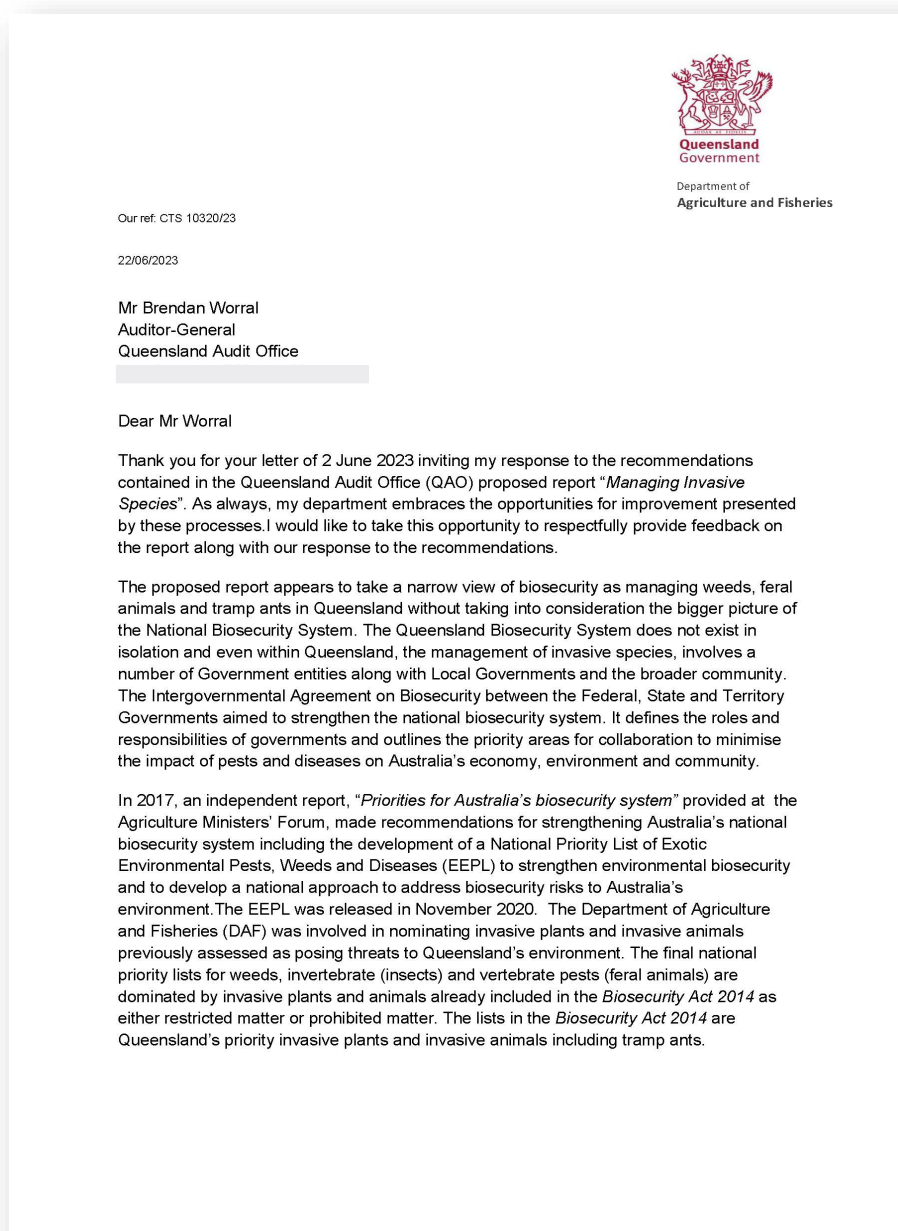 Queensland
Government
Department of
Agriculture and Fisheries
Our ref: CTS 10320/23
22/06/2023
Mr Brendan Worral
Auditor-General
Queensland Audit Office
Dear Mr Worral
Thank you for your letter of 2 June 2023 inviting my response to the recommendations
contained in the Queensland Audit Office (QAO) proposed report “Managing Invasive
Species”. As always, my department embraces the opportunities for improvement presented
by these processes.I would like to take this opportunity to respectfully provide feedback on
the report along with our response to the recommendations.
The proposed report appears to take a narrow view of biosecurity as managing weeds, feral
animals and tramp ants in Queensland without taking into consideration the bigger picture of
the National Biosecurity System. The Queensland Biosecurity System does not exist in
isolation and even within Queensland, the management of invasive species, involves a
number of Government entities along with Local Governments and the broader community.
The Intergovernmental Agreement on Biosecurity between the Federal, State and Territory
Governments aimed to strengthen the national biosecurity system. It defines the roles and
responsibilities of governments and outlines the priority areas for collaboration to minimise
the impact of pests and diseases on Australia’s economy, environment and community.
In 2017, an independent report, “Priorities for Australia’s biosecurity system” provided at  the
Agriculture Ministers’ Forum, made recommendations for strengthening Australia’s national
biosecurity system including the development of a National Priority List of Exotic
Environmental Pests, Weeds and Diseases (EEPL) to strengthen environmental biosecurity
and to develop a national approach to address biosecurity risks to Australia’s
environment.The EEPL was released in November 2020.  The Department of Agriculture
and Fisheries (DAF) was involved in nominating invasive plants and invasive animals
previously assessed as posing threats to Queensland’s environment. The final national
priority lists for weeds, invertebrate (insects) and vertebrate pests (feral animals) are
dominated by invasive plants and animals already included in the Biosecurity Act 2014 as
either restricted matter or prohibited matter. The lists in the Biosecurity Act 2014 are
Queensland’s priority invasive plants and invasive animals including tramp ants.